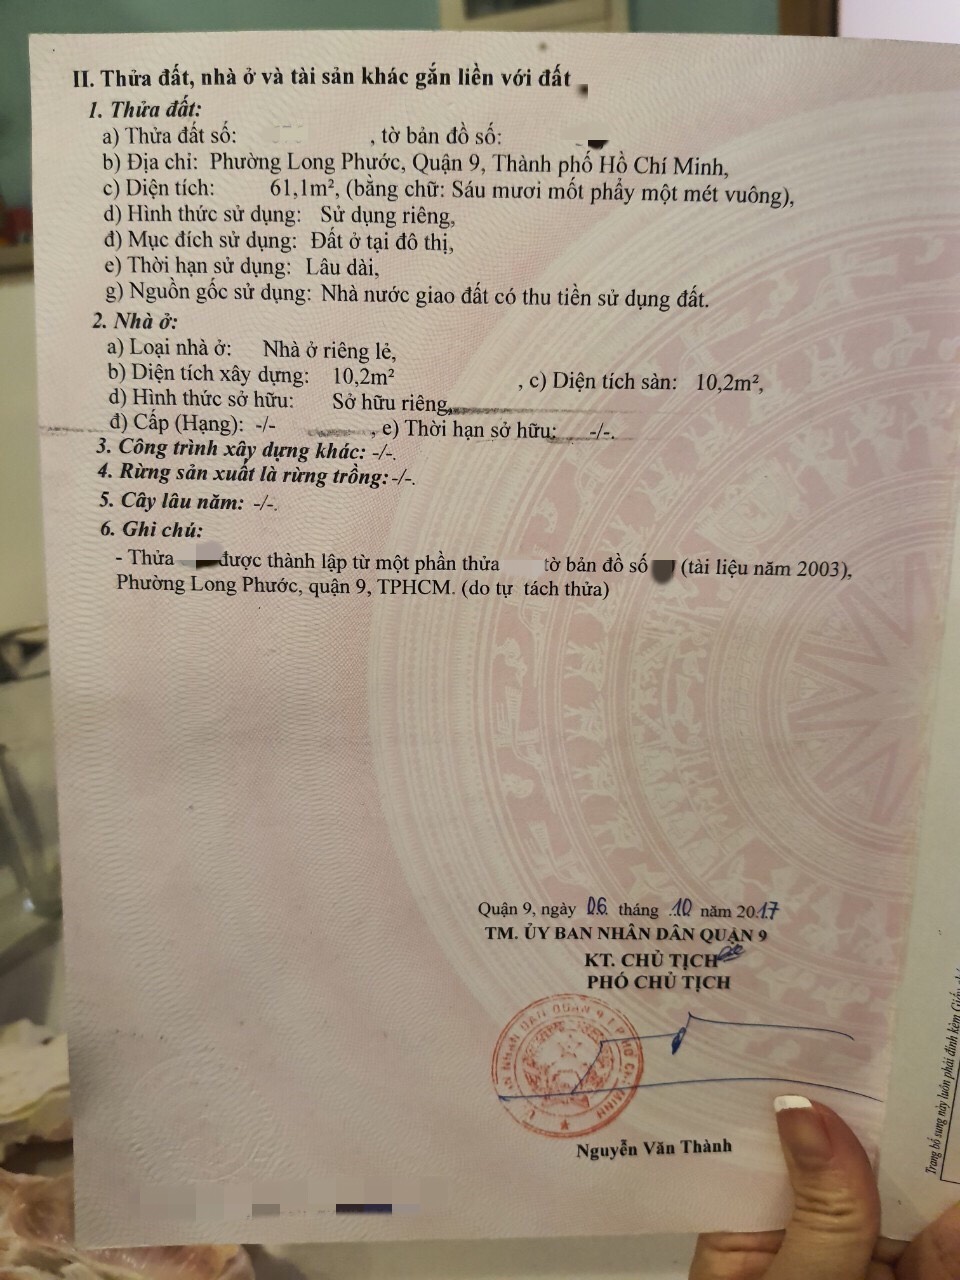 II. Thửa đất, nhà ở và tài sản khác gắn liền với đất
1. Thửa đất:
a) Thửa đất số: , tờ bản đồ số:
b) Địa chỉ: Phường Long Phước, Quận 9, Thành phố Hồ Chí Minh,
c) Diện tích: 61,1m², (bằng chữ: Sáu mươi mốt phẩy một mét vuông),
d) Hình thức sử dụng: Sử dụng riêng,
đ) Mục đích sử dụng: Đất ở tại đô thị,
e) Thời hạn sử dụng: Lâu dài,
g) Nguồn gốc sử dụng: Nhà nước giao đất có thu tiền sử dụng đất.
2. Nhà ở:
a) Loại nhà ở: Nhà ở riêng lẻ,
b) Diện tích xây dựng: 10,2m² , c) Diện tích sàn: 10,2m²,
d) Hình thức sở hữu: Sở hữu riêng,
đ) Cấp (Hạng): -/- , e) Thời hạn sở hữu: -/-.
3. Công trình xây dựng khác: -/-.
4. Rừng sản xuất là rừng trồng: -/-.
5. Cây lâu năm: -/-.
6. Ghi chú:
- Thửa được thành lập từ một phần thửa tờ bản đồ số (tài liệu năm 2003),
Phường Long Phước, quận 9, TPHCM. (do tự tách thửa)
Quận 9, ngày 06 tháng 10 năm 2017
TM. ỦY BAN NHÂN DÂN QUẬN 9
KT. CHỦ TỊCH
PHÓ CHỦ TỊCH
Nguyễn Văn Thành
Trang bổ sung này luôn phải đính kèm Giấy